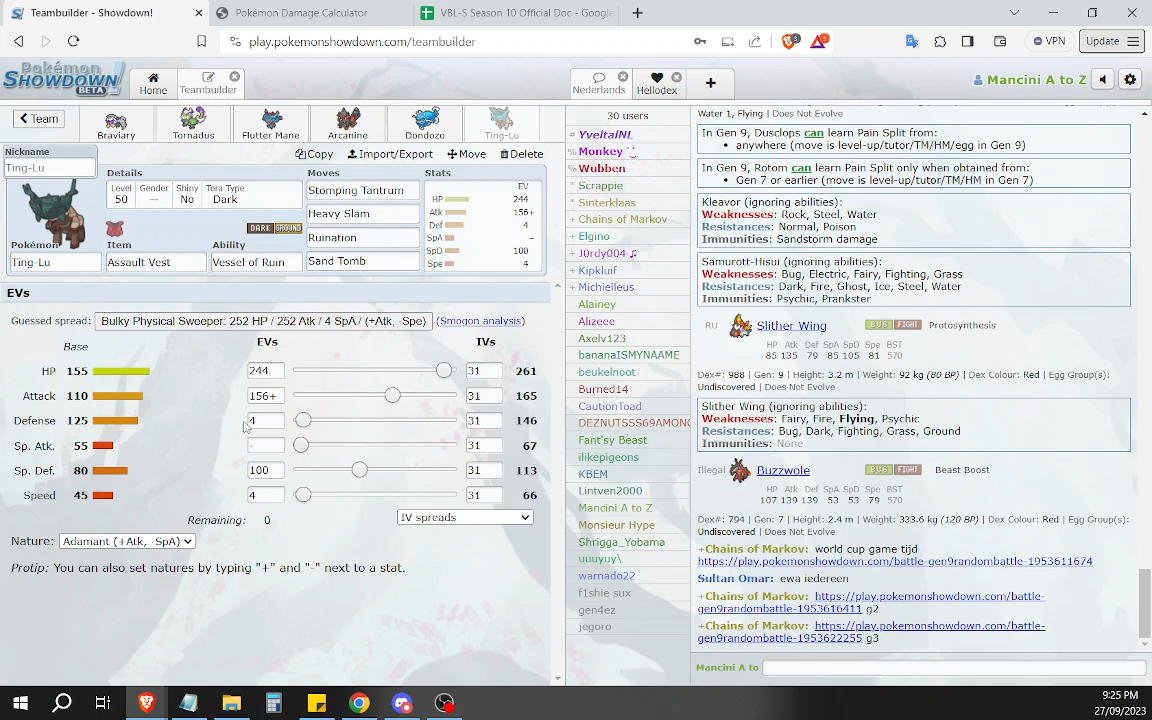 Teambuilder - Showdown!
Pokémon Damage Calculator
VBL-S Season 10 Official Doc - Google
play.pokemonshowdown.com/teambuilder
VPN
Update
Pokémon
SHOWDOWN!
BETA
Home
Teambuilder
Nederlands
Hellodex
Mancini A to Z
Team
Braviary
Tornadus
Flutter Mane
Arcanine
Dondozo
Ting-Lu
Nickname
Ting-Lu
Copy
Import/Export
Move
Delete
Details
Level
50
Gender
—
Shiny
No
Tera Type
Dark
DARK GROUND
Pokémon
Ting-Lu
Item
Assault Vest
Ability
Vessel of Ruin
Moves
Stomping Tantrum
Heavy Slam
Ruination
Sand Tomb
Stats
EV
HP 244
Atk 156+
Def 4
SpA –
SpD 100
Spe 4
EVs
Guessed spread: Bulky Physical Sweeper: 252 HP / 252 Atk / 4 SpA / (+Atk, -Spe) (Smogon analysis)
Base EVs IVs
HP 155 244 31 261
Attack 110 156+ 31 165
Defense 125 4 31 146
Sp. Atk. 55 - 31 67
Sp. Def. 80 100 31 113
Speed 45 4 31 66
Remaining: 0
IV spreads
Nature: Adamant (+Atk, -SpA)
Protip: You can also set natures by typing "+" and "-" next to a stat.
30 users
# YveltalNL
% Monkey
% Wubben
* Scrappie
* Sinterklaas
+ Chains of Markov
+ Elgino
+ J0rdy004 ♫
+ Kipkluif
+ Michielleus
Alainey
Alizeee
Axelv123
bananaISMYNAAME
beukelnoot
Burned14
CautionToad
DEZNUTSSS69AMONG
Fant'sy Beast
ilikepigeons
KBEM
Lintven2000
Mancini A to Z
Monsieur Hype
Shrigga_Yobama
uuuyuy\
warnado22
f1shie sux
gen4ez
jegoro
Water 1, Flying | Does Not Evolve
In Gen 9, Dusclops can learn Pain Split from:
• anywhere (move is level-up/tutor/TM/HM/egg in Gen 9)
In Gen 9, Rotom can learn Pain Split only when obtained from:
• Gen 7 or earlier (move is level-up/tutor/TM/HM in Gen 7)
Kleavor (ignoring abilities):
Weaknesses: Rock, Steel, Water
Resistances: Normal, Poison
Immunities: Sandstorm damage
Samurott-Hisui (ignoring abilities):
Weaknesses: Bug, Electric, Fairy, Fighting, Grass
Resistances: Dark, Fire, Ghost, Ice, Steel, Water
Immunities: Psychic, Prankster
RU Slither Wing BUG FIGHT Protosynthesis
HP Atk Def SpA SpD Spe BST
85 135 79 85 105 81 570
Dex#: 988 | Gen: 9 | Height: 3.2 m | Weight: 92 kg (80 BP) | Dex Colour: Red | Egg Group(s):
Undiscovered | Does Not Evolve
Slither Wing (ignoring abilities):
Weaknesses: Fairy, Fire, Flying, Psychic
Resistances: Bug, Dark, Fighting, Grass, Ground
Immunities: None
Illegal Buzzwole BUG FIGHT Beast Boost
HP Atk Def SpA SpD Spe BST
107 139 139 53 53 79 570
Dex#: 794 | Gen: 7 | Height: 2.4 m | Weight: 333.6 kg (120 BP) | Dex Colour: Red | Egg Group(s):
Undiscovered | Does Not Evolve
+Chains of Markov: world cup game tijd
https://play.pokemonshowdown.com/battle-gen9randombattle-1953611674
Sultan Omar: ewa iedereen
+Chains of Markov: https://play.pokemonshowdown.com/battle-
gen9randombattle-1953616411 g2
+Chains of Markov: https://play.pokemonshowdown.com/battle-
gen9randombattle-1953622255 g3
Mancini A to
9:25 PM
27/09/2023